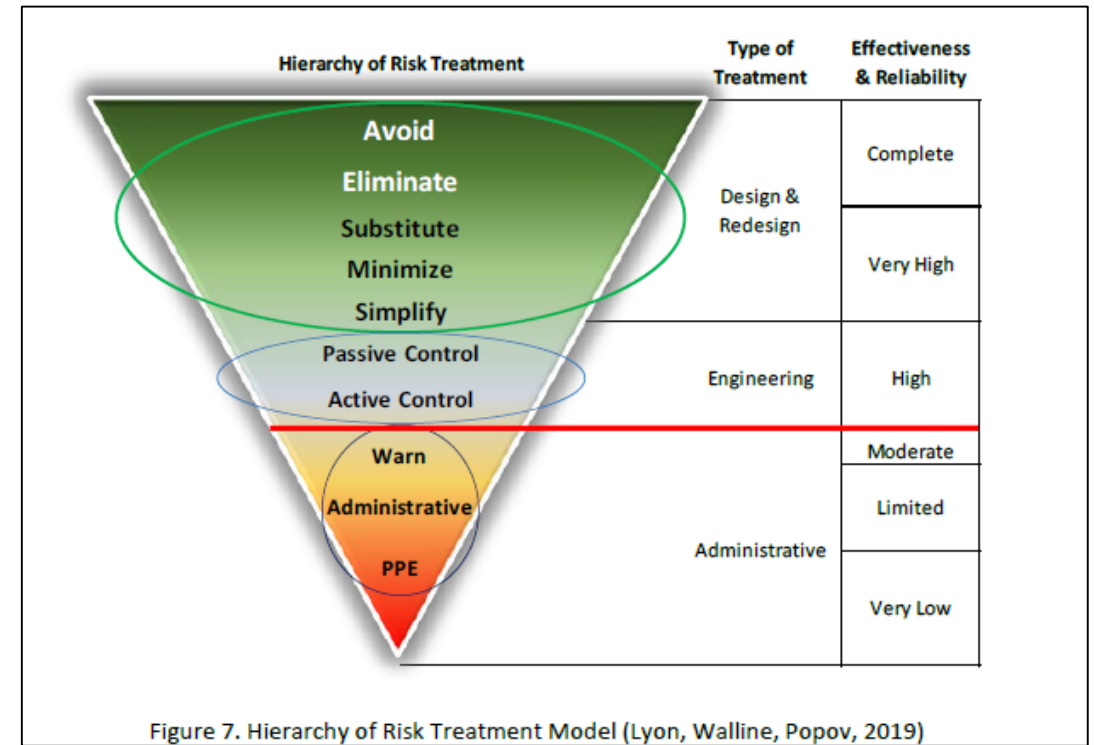 Hierarchy of Risk Treatment
Type of
Treatment
Effectiveness
& Reliability
Avoid
Eliminate
Substitute
Minimize
Simplify
Passive Control
Active Control
Warn
Administrative
PPE
Design &
Redesign
Engineering
Administrative
Complete
Very High
High
Moderate
Limited
Very Low
Figure 7. Hierarchy of Risk Treatment Model (Lyon, Walline, Popov, 2019)